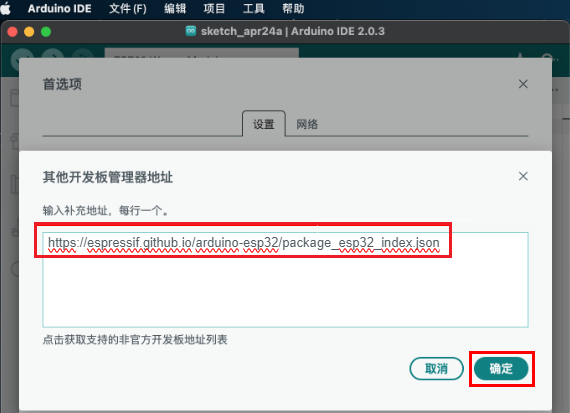 Arduino IDE 文件(F) 编辑 项目 工具 帮助
sketch_apr24a | Arduino IDE 2.0.3
首选项
设置 网络
其他开发板管理器地址
输入补充地址，每行一个。
https://espressif.github.io/arduino-esp32/package_esp32_index.json
点击获取支持的非官方开发板地址列表
取消 确定